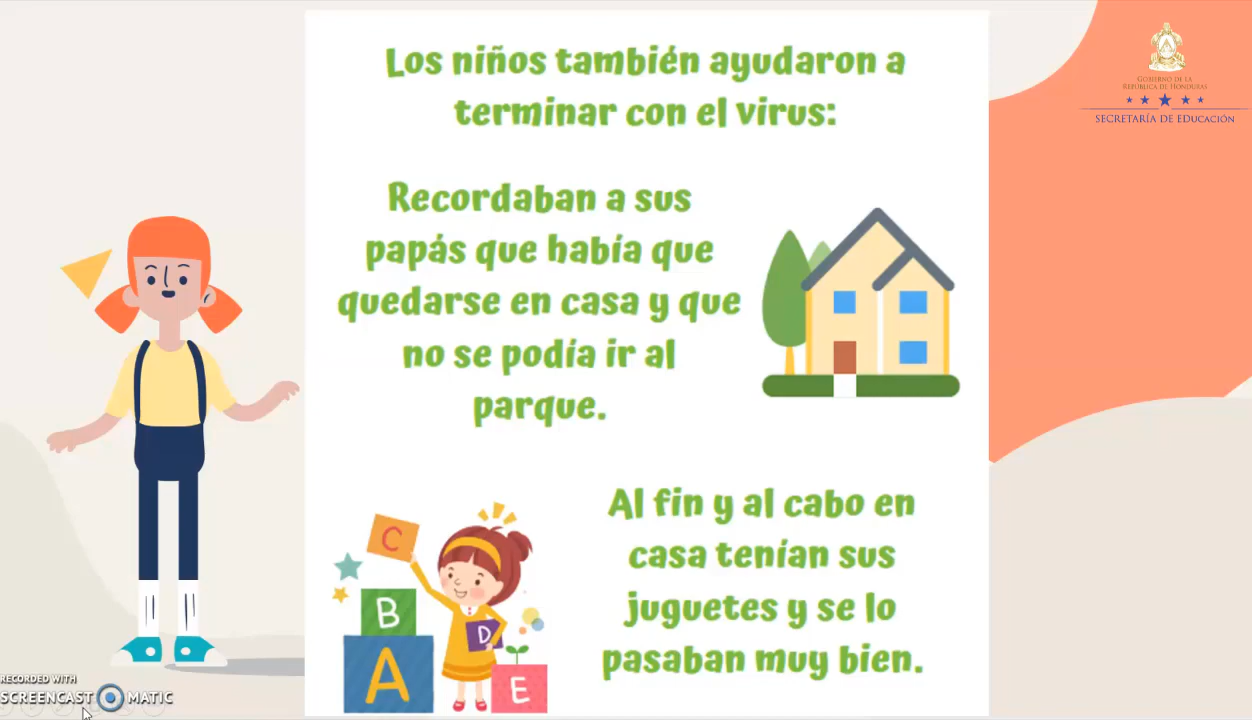 Los niños también ayudaron a
terminar con el virus:
Recordaban a sus
papás que había que
quedarse en casa y que
no se podía ir al
parque.
Al fin y al cabo en
casa tenían sus
juguetes y se lo
pasaban muy bien.
C
B
D
A
E
GOBIERNO DE LA
REPÚBLICA DE HONDURAS
SECRETARÍA DE EDUCACIÓN
RECORDED WITH
SCREENCAST MATIC